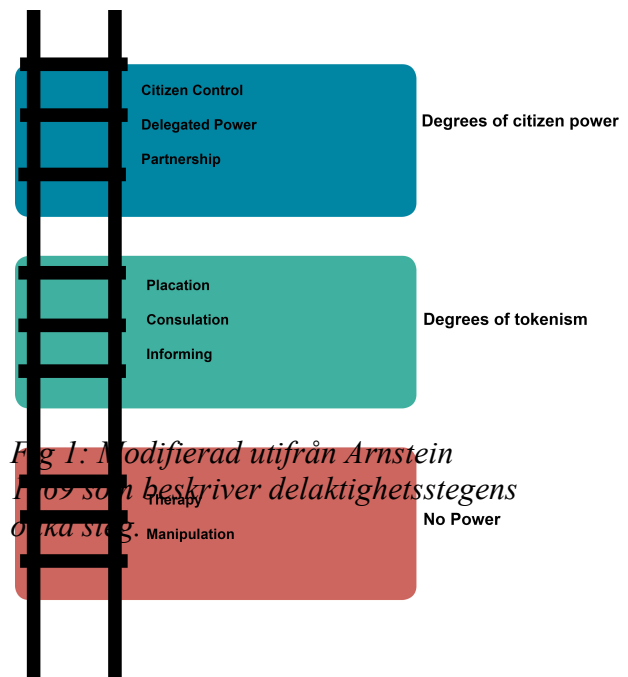 Citizen Control
Delegated Power
Partnership
Degrees of citizen power
Placation
Consulation
Informing
Degrees of tokenism
Fig 1: Modifierad utifrån Arnstein
1969 som beskriver delaktighetsstegens
olika steg.
Therapy
Manipulation
No Power